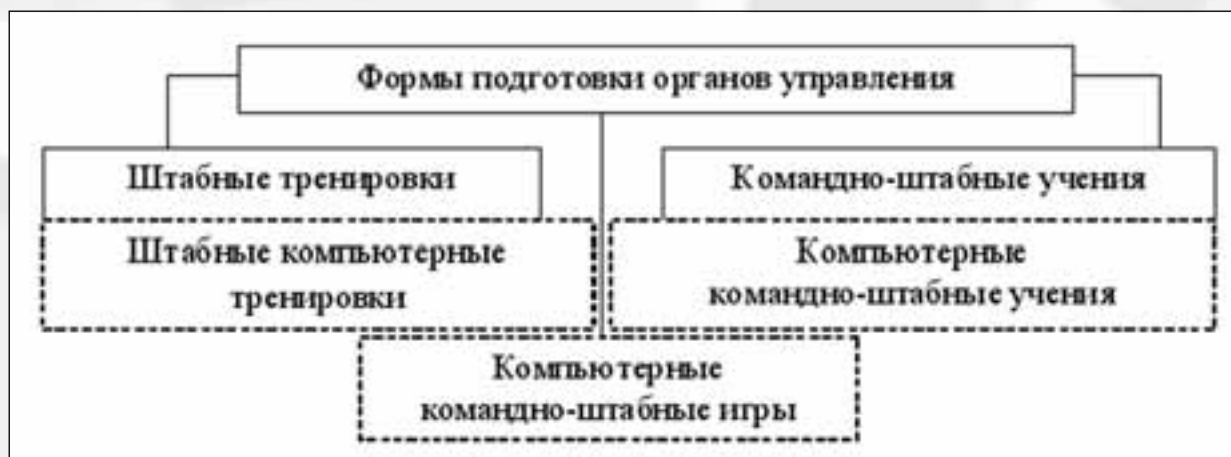 Формы подготовки органов управления
Штабные тренировки
Командно-штабные учения
Штабные компьютерные
тренировки
Компьютерные
командно-штабные учения
Компьютерные
командно-штабные игры